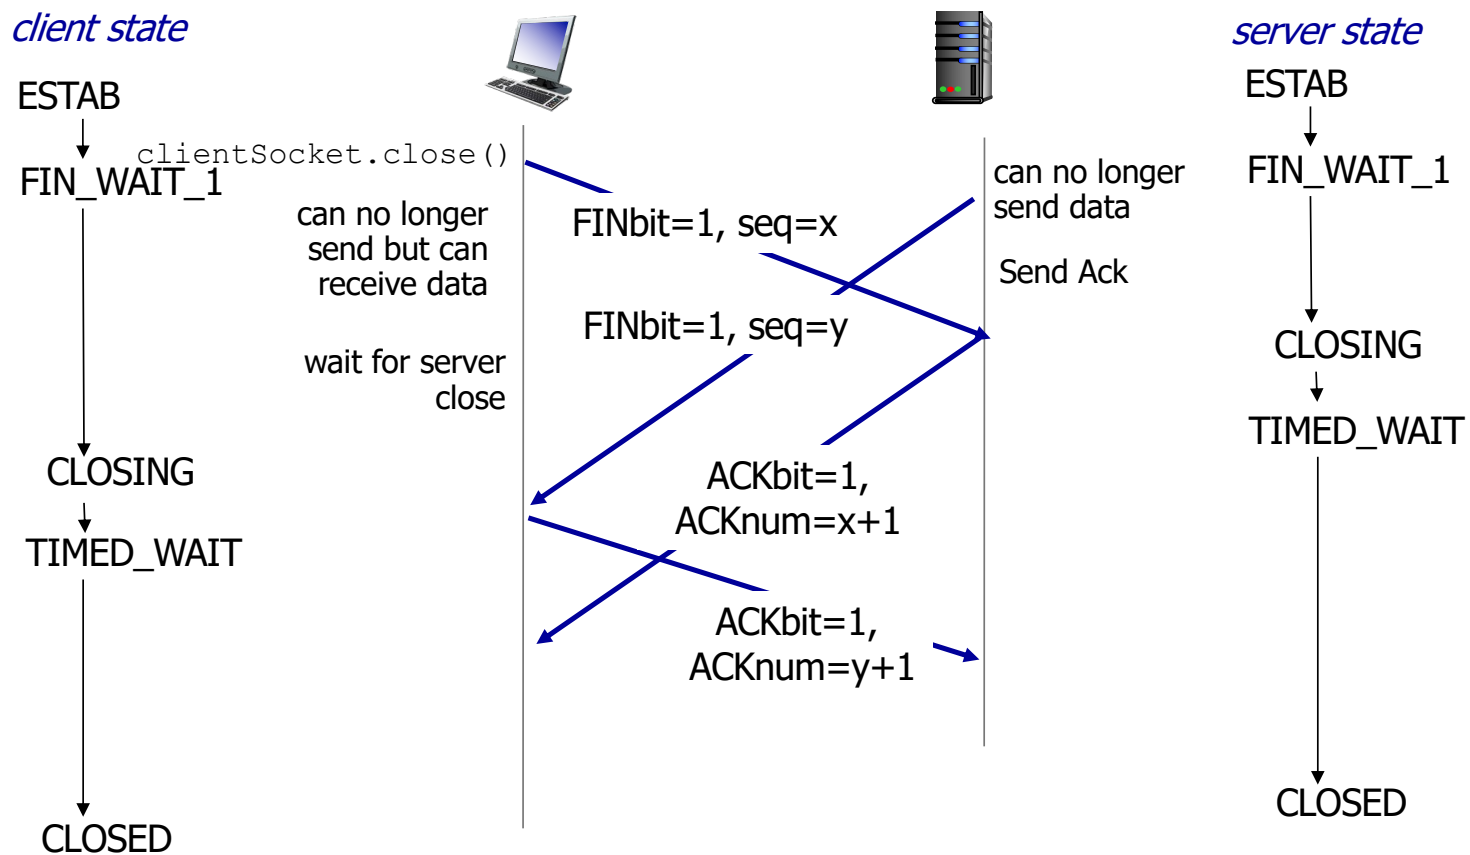 client state
server state
ESTAB
ESTAB
clientSocket.close()
FIN_WAIT_1
can no longer
send data
FIN_WAIT_1
can no longer
send but can
receive data
FINbit=1, seq=x
Send Ack
FINbit=1, seq=y
wait for server
close
CLOSING
TIMED_WAIT
CLOSING
ACKbit=1,
ACKnum=x+1
TIMED_WAIT
ACKbit=1,
ACKnum=y+1
CLOSED
CLOSED